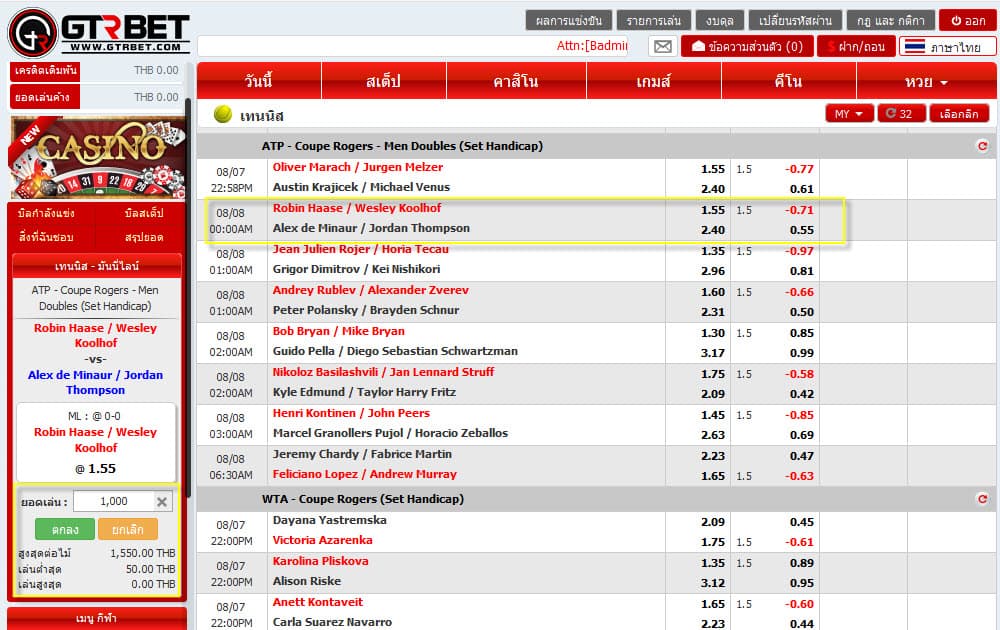 GTRBET
WWW.GTRBET.COM
ผลการแข่งขัน รายการเล่น งบดุล เปลี่ยนรหัสผ่าน กฎ และ กติกา ออก
Attn:[Badmin
ข้อความส่วนตัว (0) $ ฝาก/ถอน ภาษาไทย
เครดิตเดิมพัน THB 0.00
ยอดเล่นค้าง THB 0.00
NEW
CASINO
บิลกำลังแข่ง บิลสเต็ป
สิ่งที่ฉันชอบ สรุปยอด
เทนนิส - มันนี่ไลน์
ATP - Coupe Rogers - Men
Doubles (Set Handicap)
Robin Haase / Wesley
Koolhof
-vs-
Alex de Minaur / Jordan
Thompson
ML : @ 0-0
Robin Haase / Wesley
Koolhof
@ 1.55
ยอดเล่น : 1,000
ตกลง ยกเลิก
สูงสุดต่อไม้ 1,550.00 THB
เล่นต่ำสุด 50.00 THB
เล่นสูงสุด 0.00 THB
เมนู กีฬา
วันนี้ สเต็ป คาสิโน เกมส์ คีโน หวย
เทนนิส MY 32 เลือกลีก
ATP - Coupe Rogers - Men Doubles (Set Handicap)
08/07 Oliver Marach / Jurgen Melzer 1.55 1.5 -0.77
22:58PM Austin Krajicek / Michael Venus 2.40 0.61
08/08 Robin Haase / Wesley Koolhof 1.55 1.5 -0.71
00:00AM Alex de Minaur / Jordan Thompson 2.40 0.55
08/08 Jean Julien Rojer / Horia Tecau 1.35 1.5 -0.97
01:00AM Grigor Dimitrov / Kei Nishikori 2.96 0.81
08/08 Andrey Rublev / Alexander Zverev 1.60 1.5 -0.66
01:00AM Peter Polansky / Brayden Schnur 2.31 0.50
08/08 Bob Bryan / Mike Bryan 1.30 1.5 0.85
02:00AM Guido Pella / Diego Sebastian Schwartzman 3.17 0.99
08/08 Nikoloz Basilashvili / Jan Lennard Struff 1.75 1.5 -0.58
02:00AM Kyle Edmund / Taylor Harry Fritz 2.09 0.42
08/08 Henri Kontinen / John Peers 1.45 1.5 -0.85
03:00AM Marcel Granollers Pujol / Horacio Zeballos 2.63 0.69
08/08 Jeremy Chardy / Fabrice Martin 2.23 0.47
06:30AM Feliciano Lopez / Andrew Murray 1.65 1.5 -0.63
WTA - Coupe Rogers (Set Handicap)
08/07 Dayana Yastremska 2.09 0.45
22:00PM Victoria Azarenka 1.75 1.5 -0.61
08/07 Karolina Pliskova 1.35 1.5 0.89
22:00PM Alison Riske 3.12 0.95
08/07 Anett Kontaveit 1.65 1.5 -0.60
22:00PM Carla Suarez Navarro 2.23 0.44